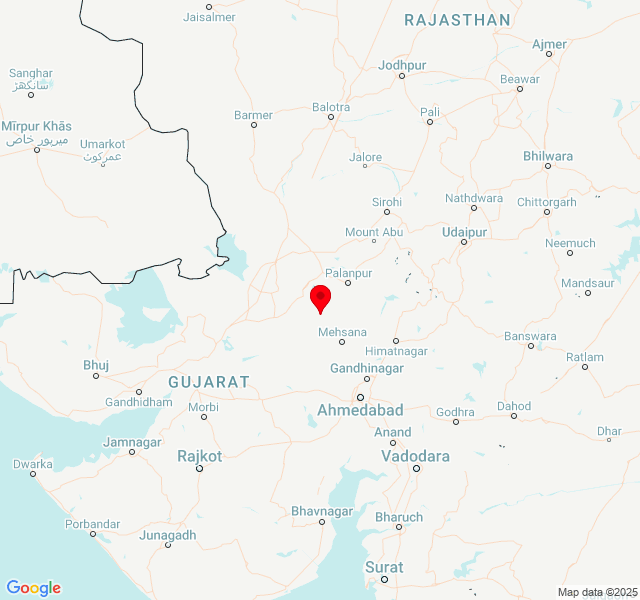 Jaisalmer
RAJASTHAN
Ajmer
Jodhpur
Sanghar
سانگھڑ
Beawar
Balotra
Pali
Barmer
Mīrpur Khās
میرپور خاص
Umarkot
عمرکوٹ
Jalore
Bhilwara
Sirohi
Nathdwara
Chittorgarh
Mount Abu
Udaipur
Neemuch
Palanpur
Mandsaur
Mehsana
Himatnagar
Banswara
Ratlam
Bhuj
Gandhinagar
GUJARAT
Gandhidham
Morbi
Ahmedabad
Godhra
Dahod
Jamnagar
Anand
Dhar
Rajkot
Vadodara
Dwarka
Bhavnagar
Porbandar
Bharuch
Junagadh
Surat
Google
Map data ©2025